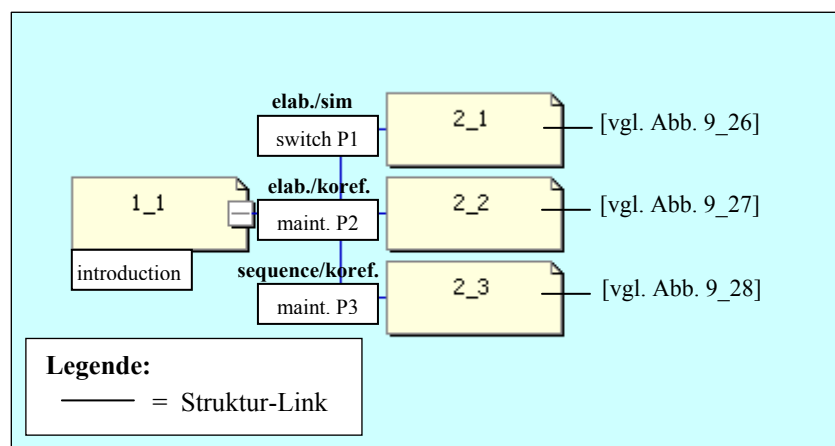 elab./sim
switch P1
2_1
[vgl. Abb. 9_26]
1_1
introduction
elab./koref.
maint. P2
2_2
[vgl. Abb. 9_27]
sequence/koref.
maint. P3
2_3
[vgl. Abb. 9_28]
Legende:
= Struktur-Link